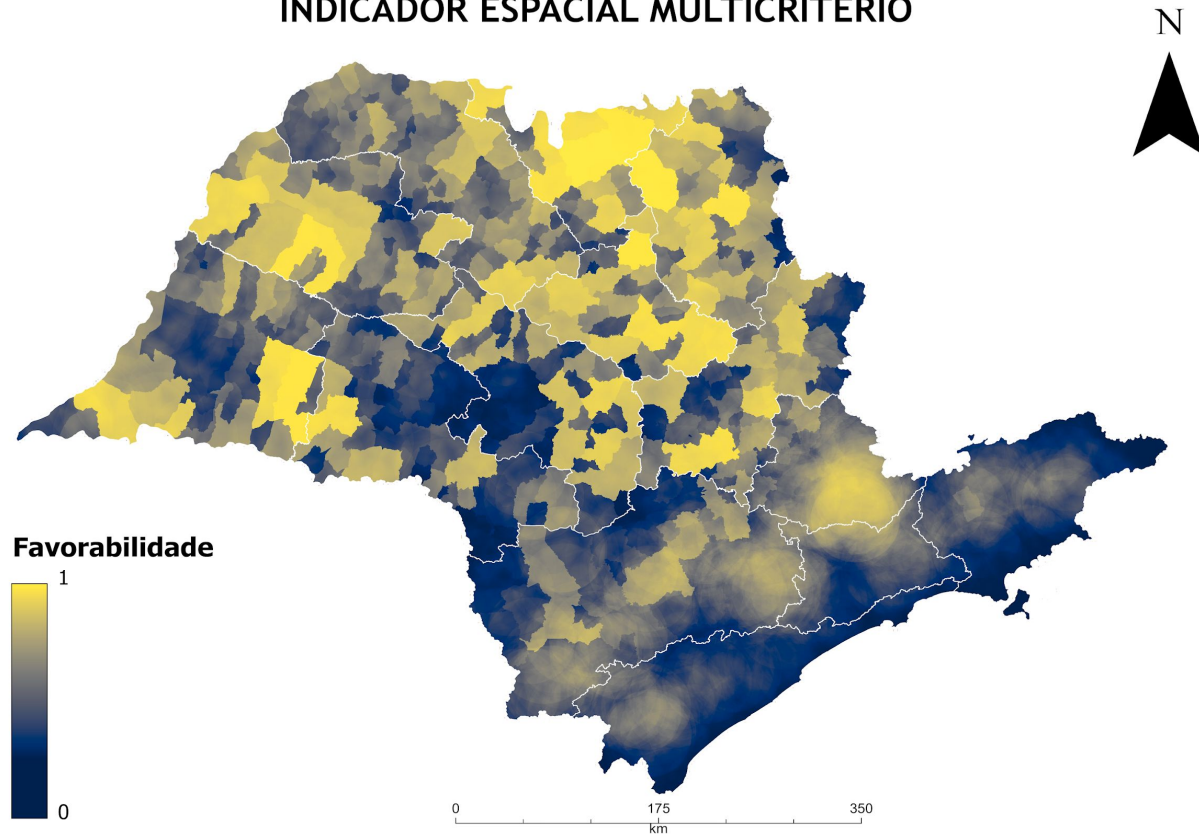 INDICADOR ESPACIAL MULTICRITÉRIO
N
Favorabilidade
1
0
0 175 350
km